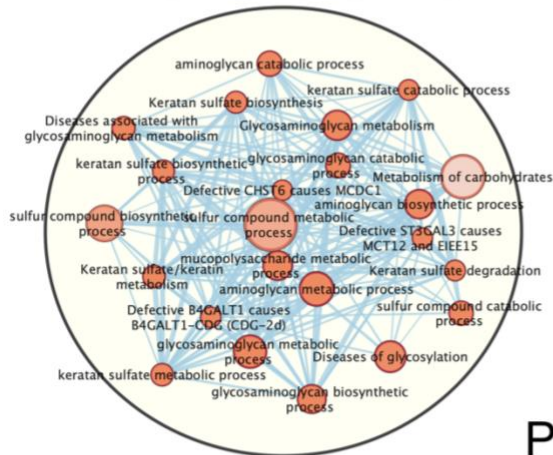 aminoglycan catabolic process
keratan sulfate catabolic process
Keratan sulfate biosynthesis
Diseases associated with
glycosaminoglycan metabolism
Glycosaminoglycan metabolism
keratan sulfate biosynthetic
process
glycosaminoglycan catabolic
process
Metabolism of carbohydrates
Defective CHST6 causes MCDC1
aminoglycan biosynthetic process
sulfur compound biosynthetic
process
sulfur compound metabolic
process
Defective ST3GAL3 causes
MCT12 and EIEE15
mucopolysaccharide metabolic
process
Keratan sulfate/keratin
metabolism
Keratan sulfate degradation
aminoglycan metabolic process
Defective B4GALT1 causes
B4GALT1-CDG (CDG-2d)
sulfur compound catabolic
process
glycosaminoglycan metabolic
process
Diseases of glycosylation
keratan sulfate metabolic process
glycosaminoglycan biosynthetic
process
P